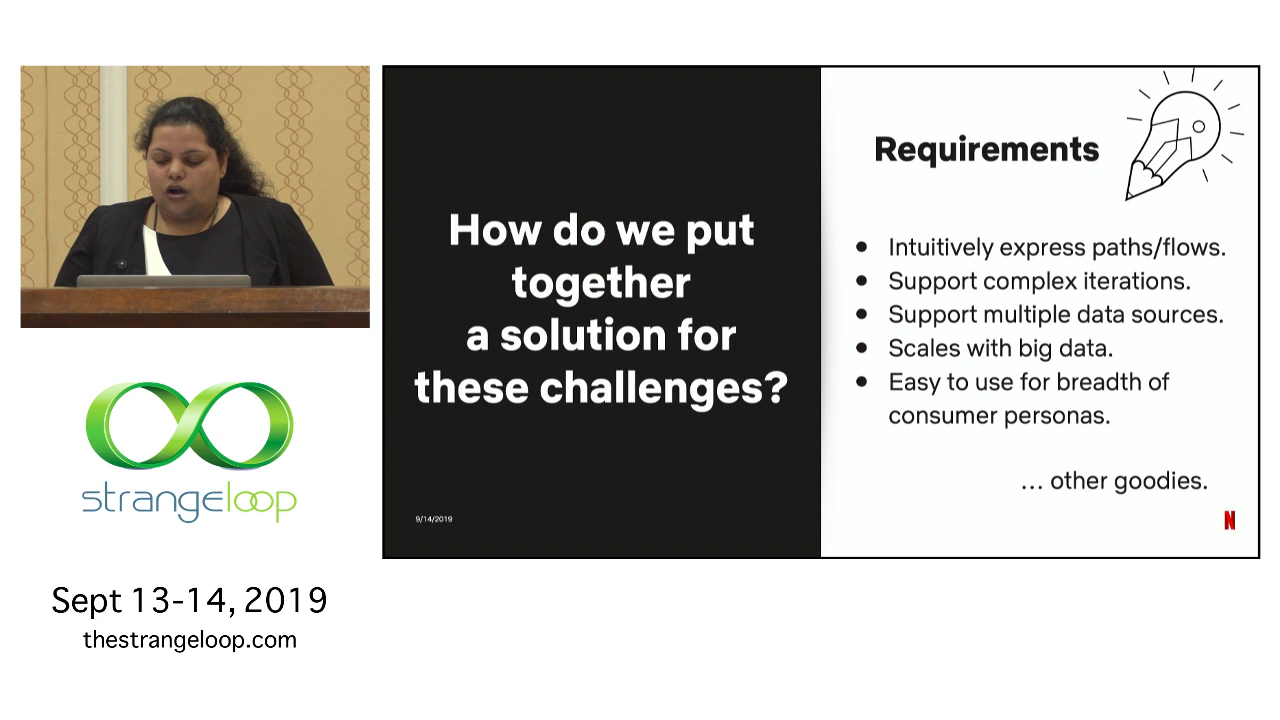 How do we put
together
a solution for
these challenges?
9/14/2019
Requirements
● Intuitively express paths/flows.
● Support complex iterations.
● Support multiple data sources.
● Scales with big data.
● Easy to use for breadth of
consumer personas.
... other goodies.
N
strangeloop
Sept 13-14, 2019
thestrangeloop.com